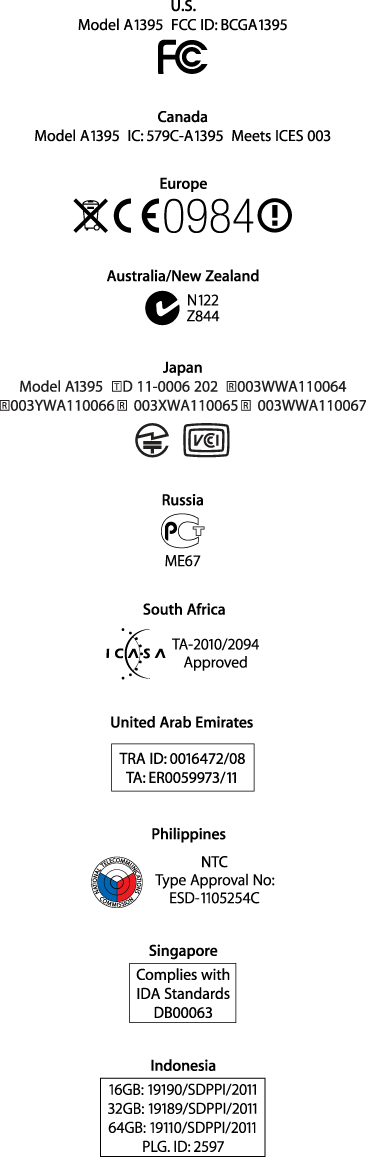 U.S.
Model A1395 FCC ID: BCGA1395
FC
Canada
Model A1395 IC: 579C-A1395 Meets ICES 003
Europe
CE0984
Australia/New Zealand
N122
Z844
Japan
Model A1395 🅃D 11-0006 202 🅁003WWA110064
🅁003YWA110066 🅁 003XWA110065 🅁 003WWA110067
VCI
Russia
PCT
ME67
South Africa
ICASA TA-2010/2094
Approved
United Arab Emirates
TRA ID: 0016472/08
TA: ER0059973/11
Philippines
NATIONAL TELECOMMUNICATIONS COMMISSION
NTC
Type Approval No:
ESD-1105254C
Singapore
Complies with
IDA Standards
DB00063
Indonesia
16GB: 19190/SDPPI/2011
32GB: 19189/SDPPI/2011
64GB: 19110/SDPPI/2011
PLG. ID: 2597